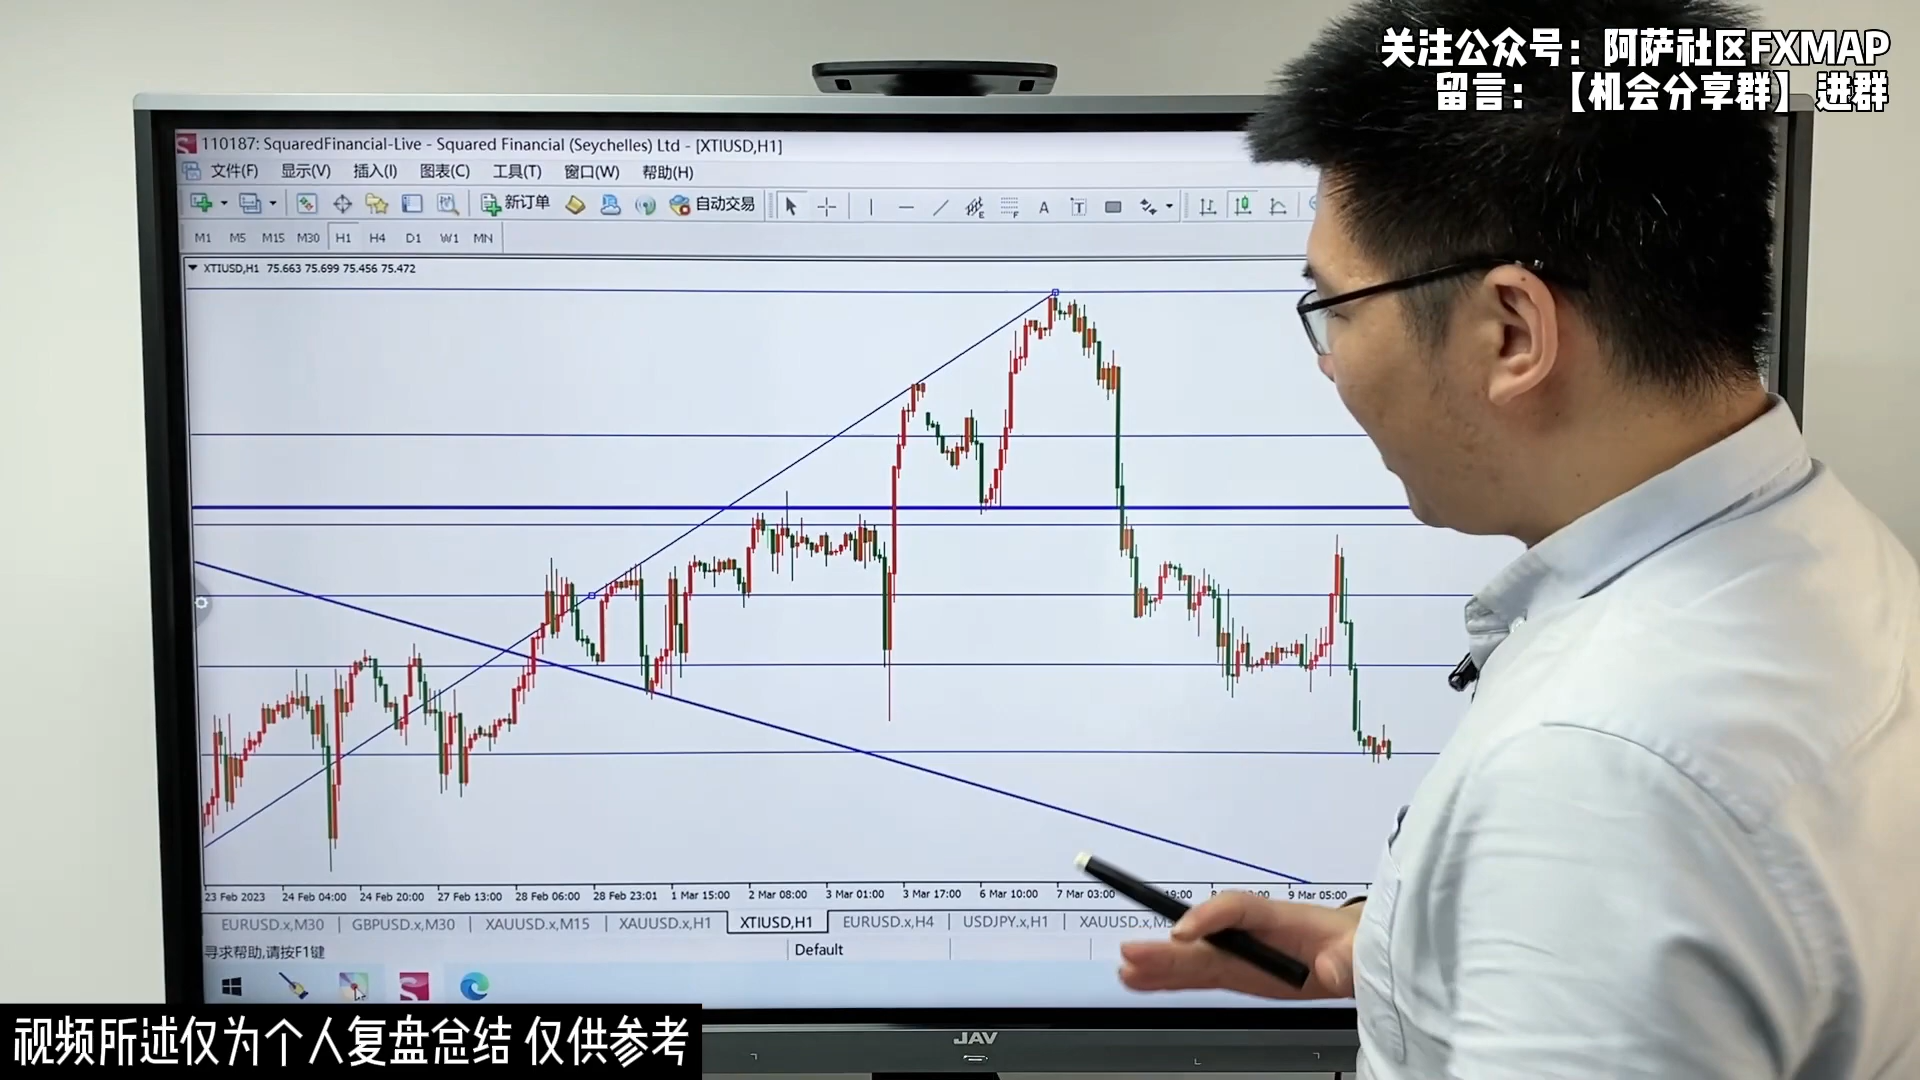 关注公众号：阿萨社区FXMAP
留言：【机会分享群】进群
110187: SquaredFinancial-Live - Squared Financial (Seychelles) Ltd - [XTIUSD,H1]
文件(F) 显示(V) 插入(I) 图表(C) 工具(T) 窗口(W) 帮助(H)
新订单 自动交易
M1 M5 M15 M30 H1 H4 D1 W1 MN
XTIUSD,H1 75.663 75.699 75.456 75.472
23 Feb 2023 24 Feb 04:00 24 Feb 20:00 27 Feb 13:00 28 Feb 06:00 28 Feb 23:01 1 Mar 15:00 2 Mar 08:00 3 Mar 01:00 3 Mar 17:00 6 Mar 10:00 7 Mar 03:00 19:00 9 Mar 05:00
EURUSD.x,M30 GBPUSD.x,M30 XAUUSD.x,M15 XAUUSD.x,H1 XTIUSD,H1 EURUSD.x,H4 USDJPY.x,H1 XAUUSD.x,M
寻求帮助,请按F1键 Default
JAV
视频所述仅为个人复盘总结 仅供参考